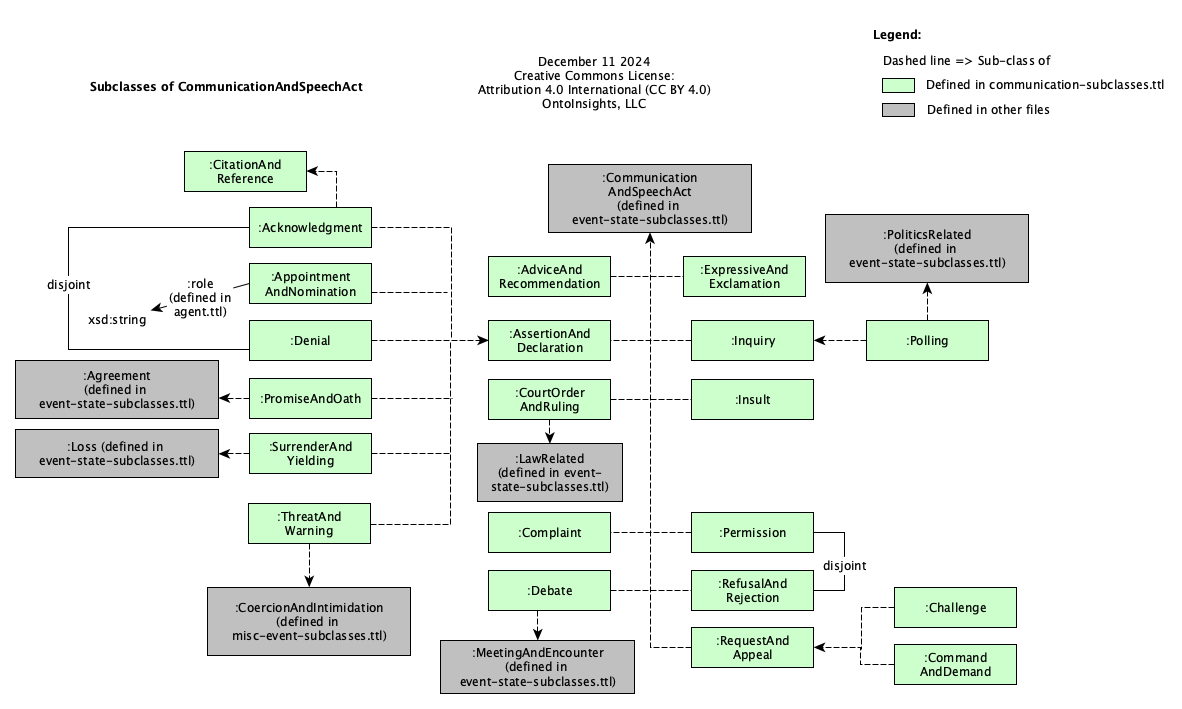 Legend:
Dashed line => Sub-class of
Defined in communication-subclasses.ttl
Defined in other files
December 11 2024
Creative Commons License:
Attribution 4.0 International (CC BY 4.0)
OntoInsights, LLC
Subclasses of CommunicationAndSpeechAct
:CitationAnd
Reference
:Acknowledgment
disjoint
:Appointment
AndNomination
:role
(defined in
agent.ttl)
xsd:string
:Denial
:Agreement
(defined in
event-state-subclasses.ttl)
:PromiseAndOath
:Loss (defined in
event-state-subclasses.ttl)
:SurrenderAnd
Yielding
:ThreatAnd
Warning
:CoercionAndIntimidation
(defined in
misc-event-subclasses.ttl)
:Communication
AndSpeechAct
(defined in
event-state-subclasses.ttl)
:PoliticsRelated
(defined in
event-state-subclasses.ttl)
:AdviceAnd
Recommendation
:ExpressiveAnd
Exclamation
:AssertionAnd
Declaration
:Inquiry
:Polling
:CourtOrder
AndRuling
:Insult
:LawRelated
(defined in event-
state-subclasses.ttl)
:Complaint
:Permission
disjoint
:Debate
:RefusalAnd
Rejection
:MeetingAndEncounter
(defined in
event-state-subclasses.ttl)
:RequestAnd
Appeal
:Challenge
:Command
AndDemand